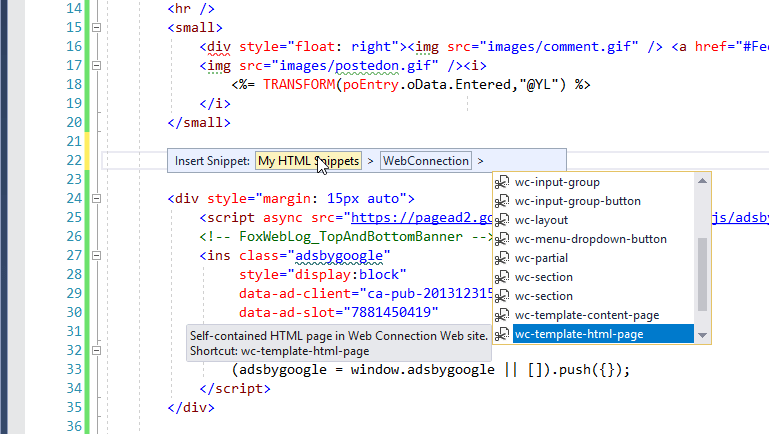 14 <hr />
15 <small>
16 <div style="float: right"><img src="images/comment.gif" /> <a href="#Fee
17 <img src="images/postedon.gif" /><i>
18 <%= TRANSFORM(poEntry.oData.Entered,"@YL") %>
19 </i>
20 </small>
21
22 Insert Snippet: My HTML Snippets > WebConnection >
23
wc-input-group
wc-input-group-button
wc-layout
wc-menu-dropdown-button
wc-partial
wc-section
wc-section
wc-template-content-page
wc-template-html-page
24 <div style="margin: 15px auto">
25 <script async src="https://pagead2.go js/adsby
26 <!-- FoxWebLog_TopAndBottomBanner --
27 <ins class="adsbygoogle"
28 style="display:block"
29 data-ad-client="ca-pub-201312315
30 data-ad-slot="7881450419"
31
Self-contained HTML page in Web Connection Web site.
Shortcut: wc-template-html-page
32
33 (adsbygoogle = window.adsbygoogle || []).push({});
34 </script>
35 </div>
36